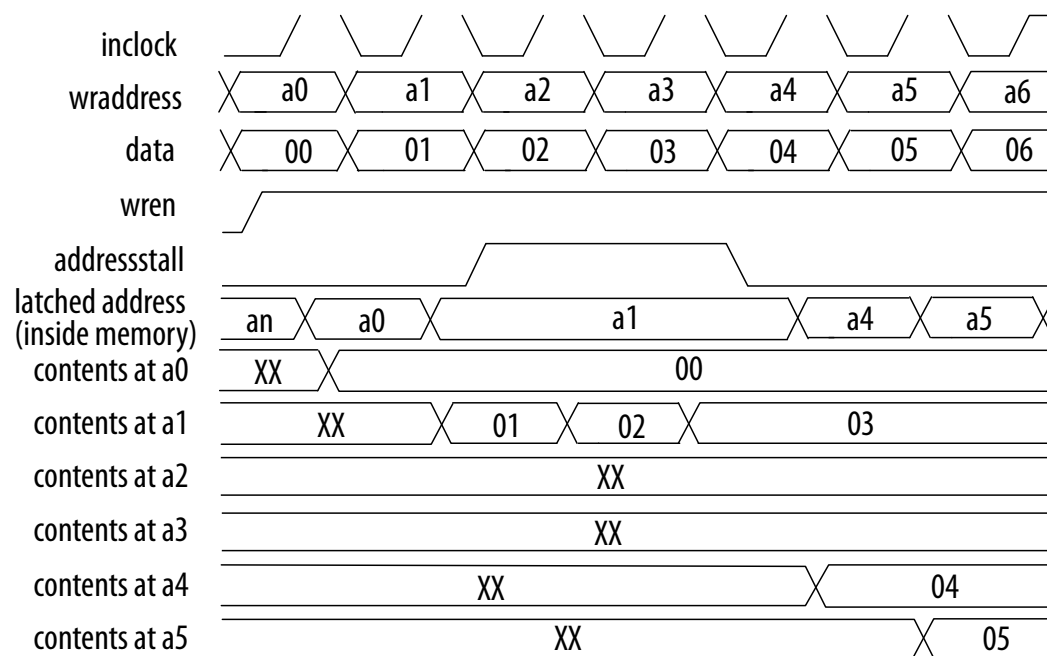 inclock
wraddress a0 a1 a2 a3 a4 a5 a6
data 00 01 02 03 04 05 06
wren
addressstall
latched address
(inside memory) an a0 a1 a4 a5
contents at a0 XX 00
contents at a1 XX 01 02 03
contents at a2 XX
contents at a3 XX
contents at a4 XX 04
contents at a5 XX 05